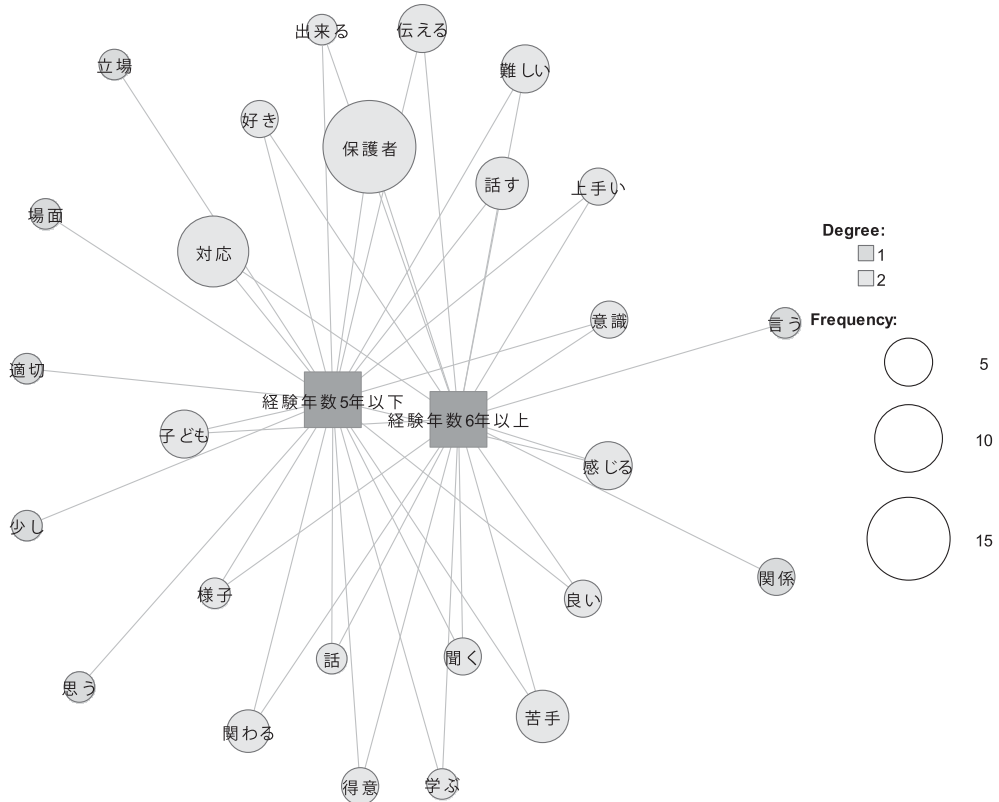 出来る
伝える
立場
難しい
好き
保護者
話す
上手い
場面
対応
Degree:
1
2
意識
言う
Frequency:
5
適切
経験年数5年以下
経験年数6年以上
子ども
10
感じる
少し
15
様子
良い
関係
話
聞く
思う
苦手
関わる
得意
学ぶ